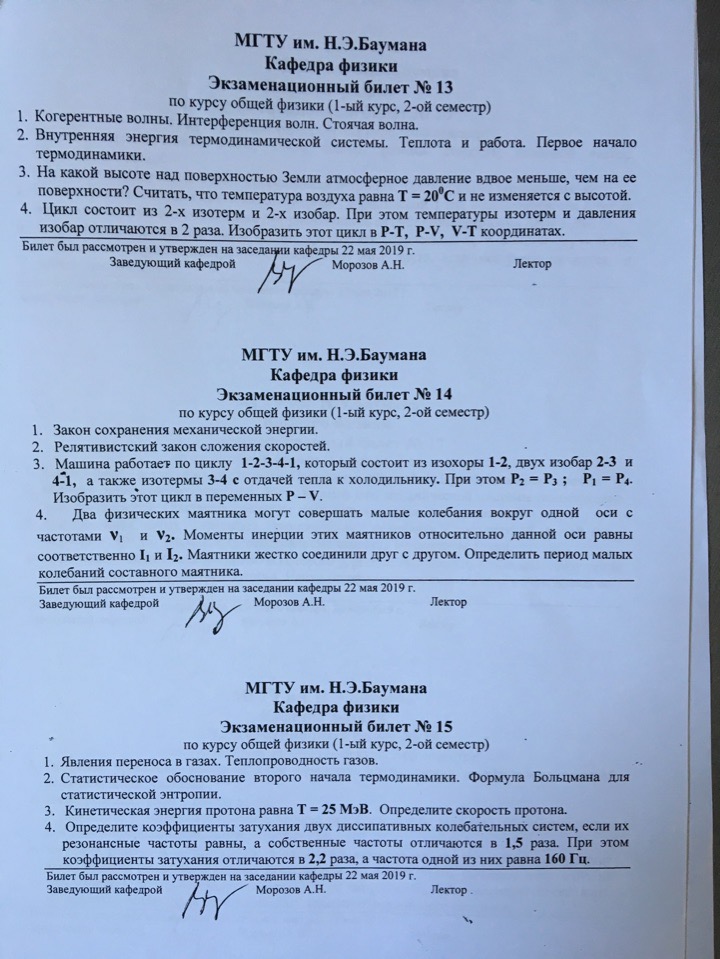 МГТУ им. Н.Э.Баумана
Кафедра физики
Экзаменационный билет № 13
по курсу общей физики (1-ый курс, 2-ой семестр)
1. Когерентные волны. Интерференция волн. Стоячая волна.
2. Внутренняя энергия термодинамической системы. Теплота и работа. Первое начало
термодинамики.
3. На какой высоте над поверхностью Земли атмосферное давление вдвое меньше, чем на ее
поверхности? Считать, что температура воздуха равна T = 20⁰С и не изменяется с высотой.
4. Цикл состоит из 2-х изотерм и 2-х изобар. При этом температуры изотерм и давления
изобар отличаются в 2 раза. Изобразить этот цикл в P-T, P-V, V-T координатах.
Билет был рассмотрен и утвержден на заседании кафедры 22 мая 2019 г.
Заведующий кафедрой Морозов А.Н. Лектор
МГТУ им. Н.Э.Баумана
Кафедра физики
Экзаменационный билет № 14
по курсу общей физики (1-ый курс, 2-ой семестр)
1. Закон сохранения механической энергии.
2. Релятивистский закон сложения скоростей.
3. Машина работает по циклу 1-2-3-4-1, который состоит из изохоры 1-2, двух изобар 2-3 и
4-1, а также изотермы 3-4 с отдачей тепла к холодильнику. При этом P₂ = P₃ ; P₁ = P₄.
Изобразить этот цикл в переменных P – V.
4. Два физических маятника могут совершать малые колебания вокруг одной оси с
частотами ν₁ и ν₂. Моменты инерции этих маятников относительно данной оси равны
соответственно I₁ и I₂. Маятники жестко соединили друг с другом. Определить период малых
колебаний составного маятника.
Билет был рассмотрен и утвержден на заседании кафедры 22 мая 2019 г.
Заведующий кафедрой Морозов А.Н. Лектор
МГТУ им. Н.Э.Баумана
Кафедра физики
Экзаменационный билет № 15
по курсу общей физики (1-ый курс, 2-ой семестр)
1. Явления переноса в газах. Теплопроводность газов.
2. Статистическое обоснование второго начала термодинамики. Формула Больцмана для
статистической энтропии.
3. Кинетическая энергия протона равна T = 25 МэВ. Определите скорость протона.
4. Определите коэффициенты затухания двух диссипативных колебательных систем, если их
резонансные частоты равны, а собственные частоты отличаются в 1,5 раза. При этом
коэффициенты затухания отличаются в 2,2 раза, а частота одной из них равна 160 Гц.
Билет был рассмотрен и утвержден на заседании кафедры 22 мая 2019 г.
Заведующий кафедрой Морозов А.Н. Лектор